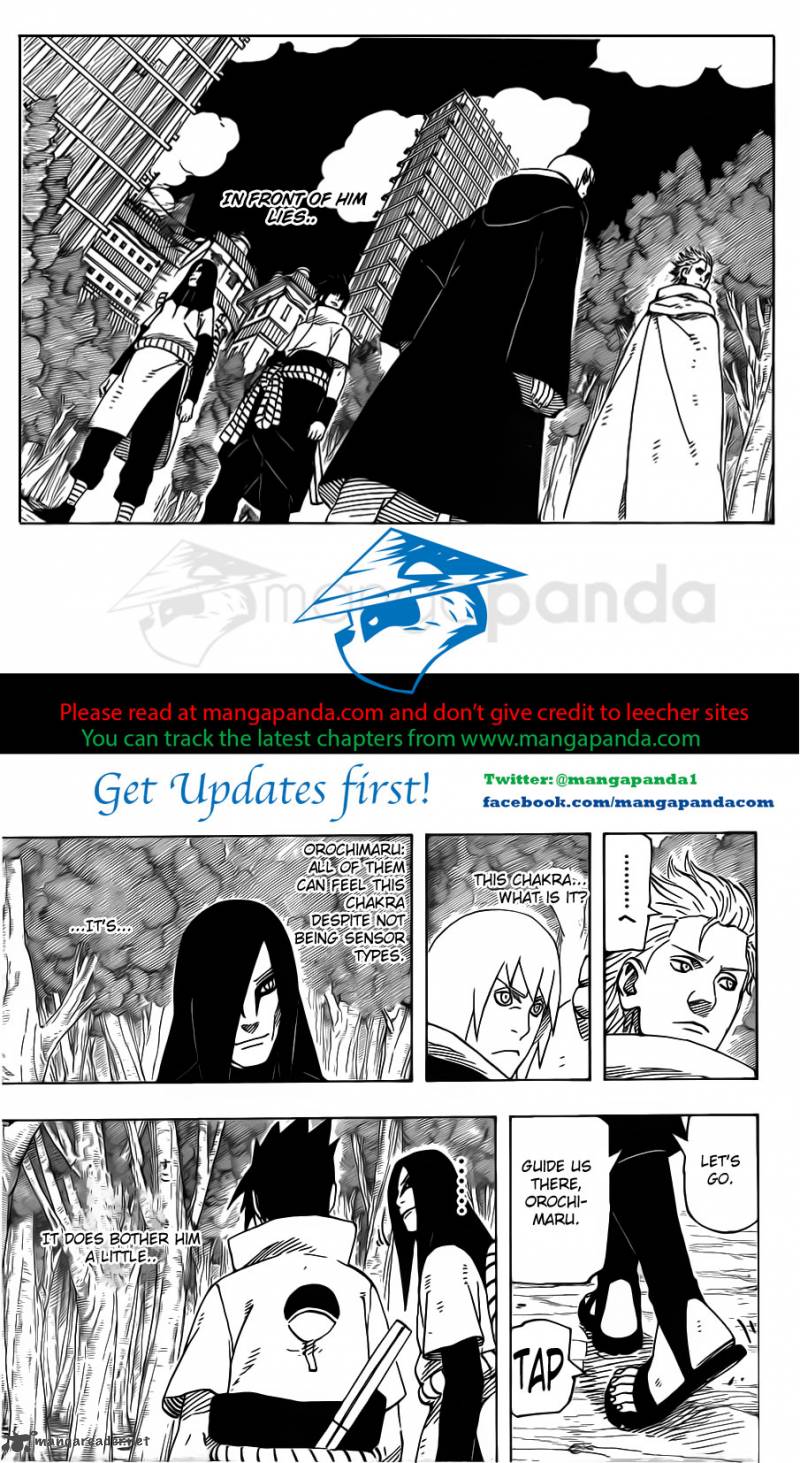 IN FRONT OF HIM
LIES..
mangapanda
Please read at mangapanda.com and don't give credit to leecher sites
You can track the latest chapters from www.mangapanda.com
Get Updates first!
Twitter: @mangapanda1
facebook.com/mangapandacom
.........
THIS CHAKRA...
WHAT IS IT?
OROCHIMARU:
ALL OF THEM
CAN FEEL THIS
CHAKRA
DESPITE NOT
BEING SENSOR
TYPES.
...IT'S...
LET'S
GO.
GUIDE US
THERE,
OROCHI-
MARU.
TAP
......
IT DOES BOTHER HIM
A LITTLE..
mangareader.net